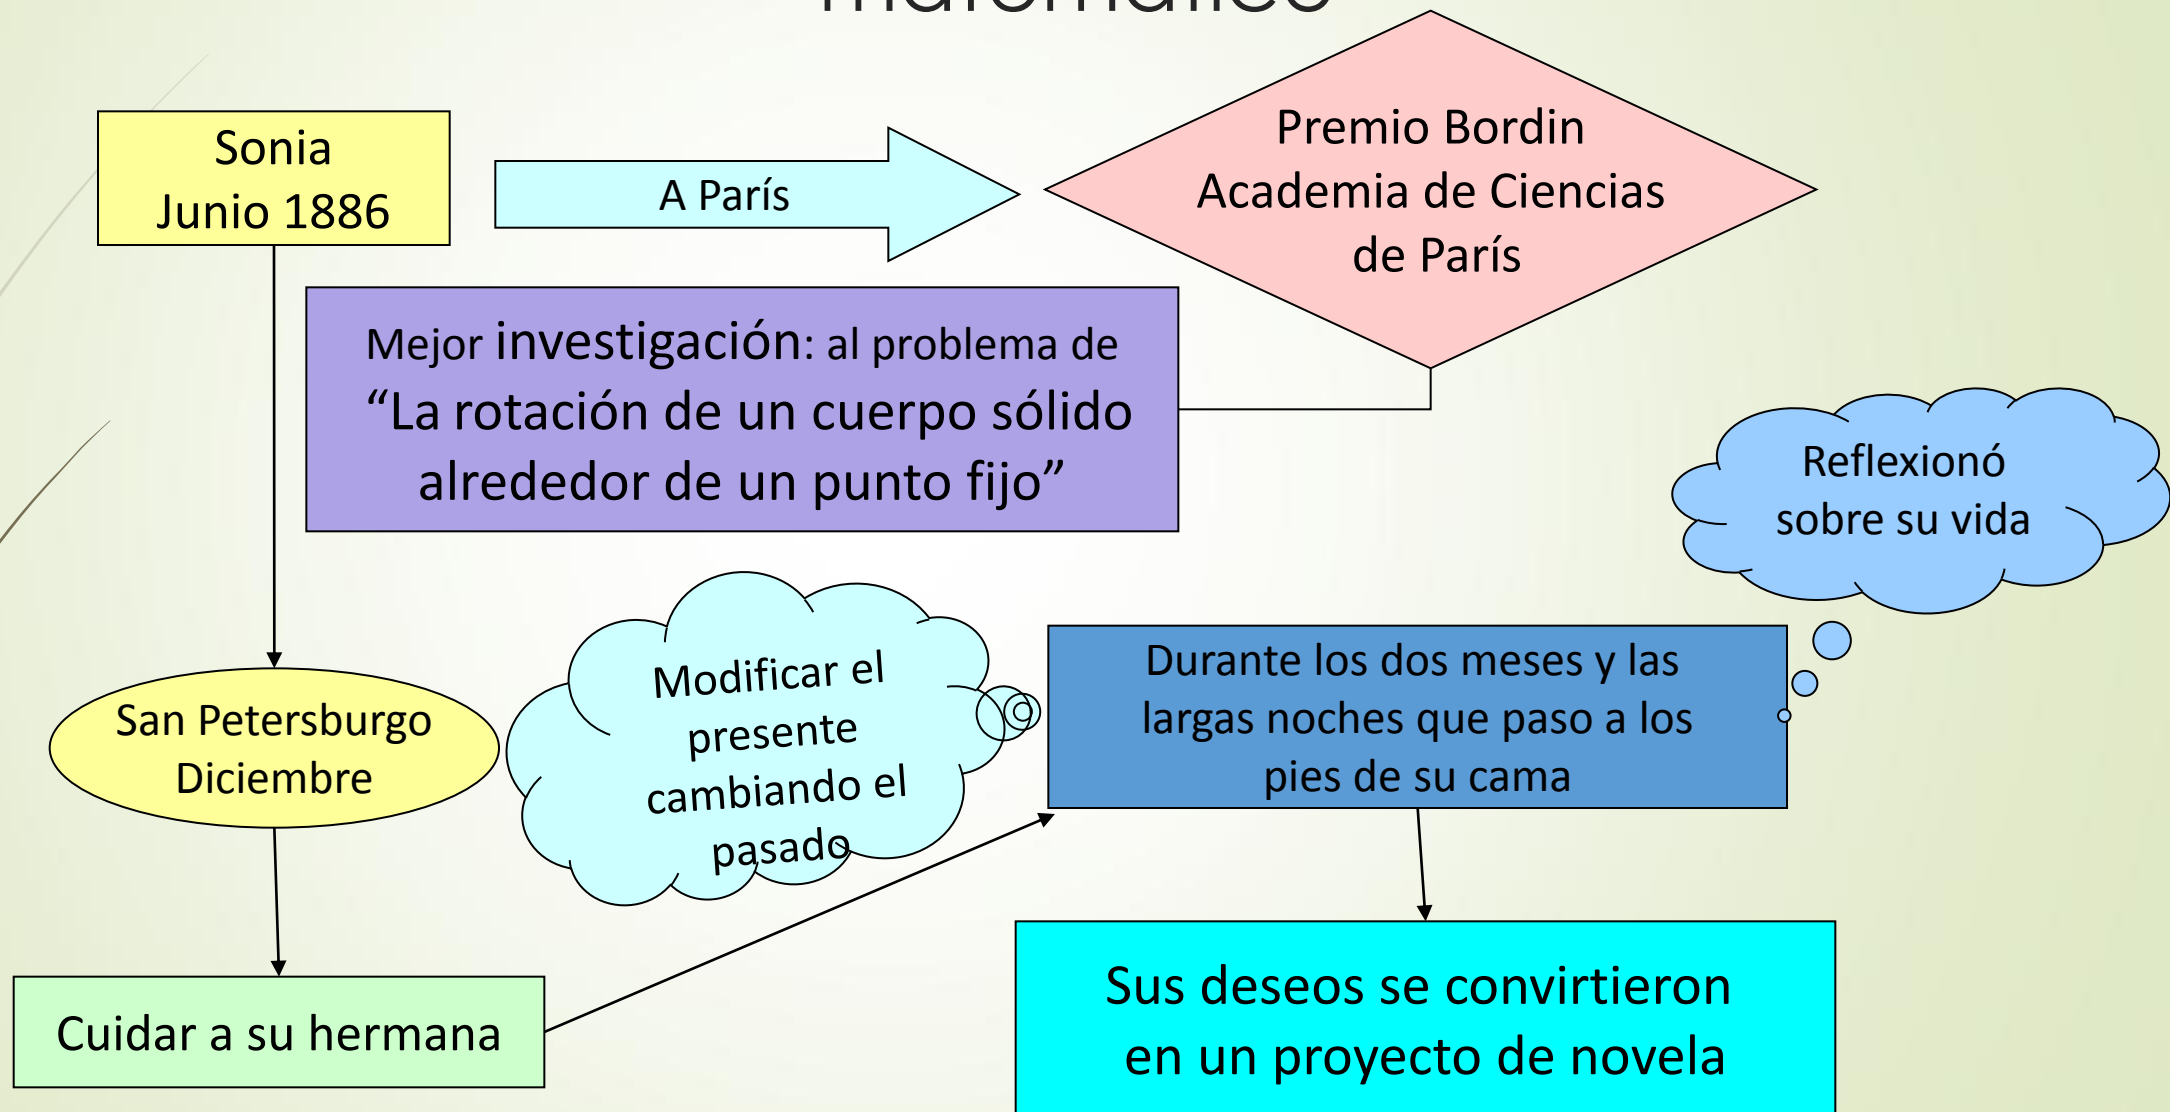 Sonia
Junio 1886
A París
Premio Bordin
Academia de Ciencias
de París
Mejor investigación: al problema de
“La rotación de un cuerpo sólido
alrededor de un punto fijo”
Reflexionó
sobre su vida
Modificar el
presente
cambiando el
pasado
Durante los dos meses y las
largas noches que paso a los
pies de su cama
San Petersburgo
Diciembre
Cuidar a su hermana
Sus deseos se convirtieron
en un proyecto de novela